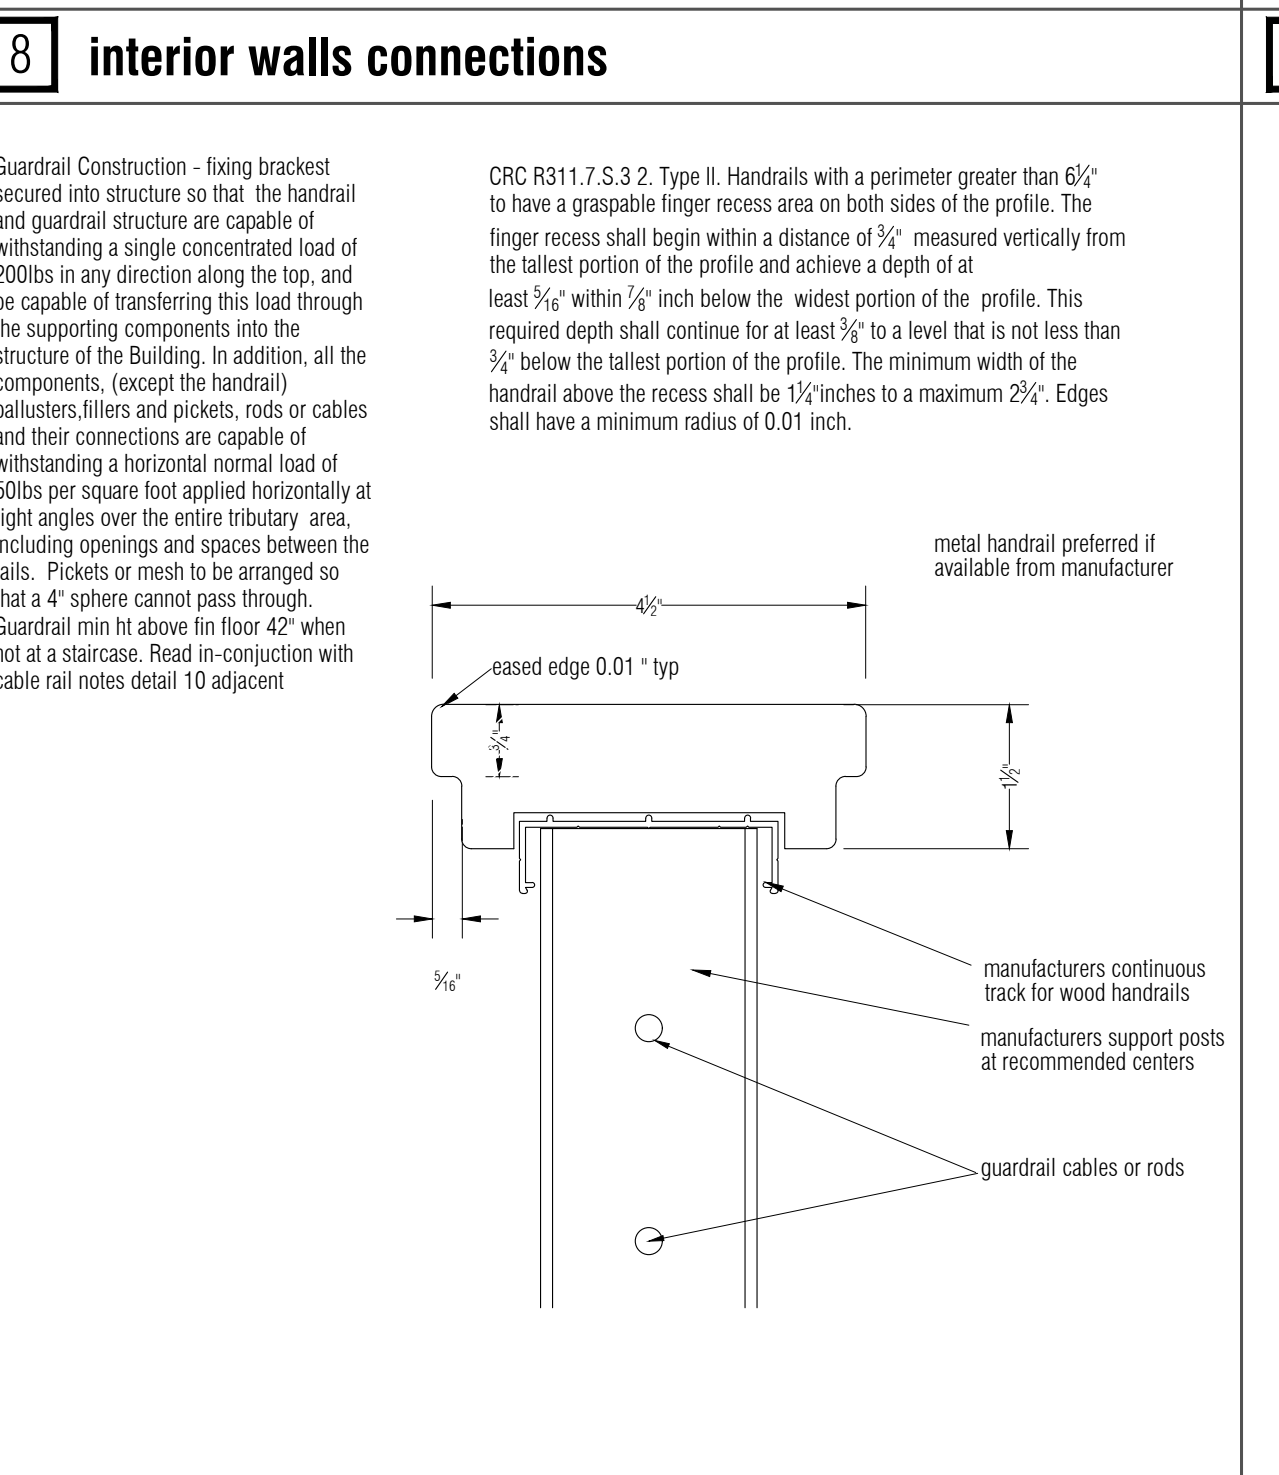 8
interior walls connections
Guardrail Construction - fixing brackest
secured into structure so that the handrail
and guardrail structure are capable of
withstanding a single concentrated load of
200lbs in any direction along the top, and
be capable of transferring this load through
the supporting components into the
structure of the Building. In addition, all the
components, (except the handrail)
ballusters,fillers and pickets, rods or cables
and their connections are capable of
withstanding a horizontal normal load of
50lbs per square foot applied horizontally at
right angles over the entire tributary area,
including openings and spaces between the
rails. Pickets or mesh to be arranged so
that a 4" sphere cannot pass through.
Guardrail min ht above fin floor 42" when
not at a staircase. Read in-conjuction with
cable rail notes detail 10 adjacent
CRC R311.7.S.3 2. Type II. Handrails with a perimeter greater than 6¼"
to have a graspable finger recess area on both sides of the profile. The
finger recess shall begin within a distance of ¾" measured vertically from
the tallest portion of the profile and achieve a depth of at
least 5⁄16" within ⅞" inch below the widest portion of the profile. This
required depth shall continue for at least ⅜" to a level that is not less than
¾" below the tallest portion of the profile. The minimum width of the
handrail above the recess shall be 1¼"inches to a maximum 2¾". Edges
shall have a minimum radius of 0.01 inch.
metal handrail preferred if
available from manufacturer
4½"
eased edge 0.01 " typ
¾"
1½"
5⁄16"
manufacturers continuous
track for wood handrails
manufacturers support posts
at recommended centers
guardrail cables or rods